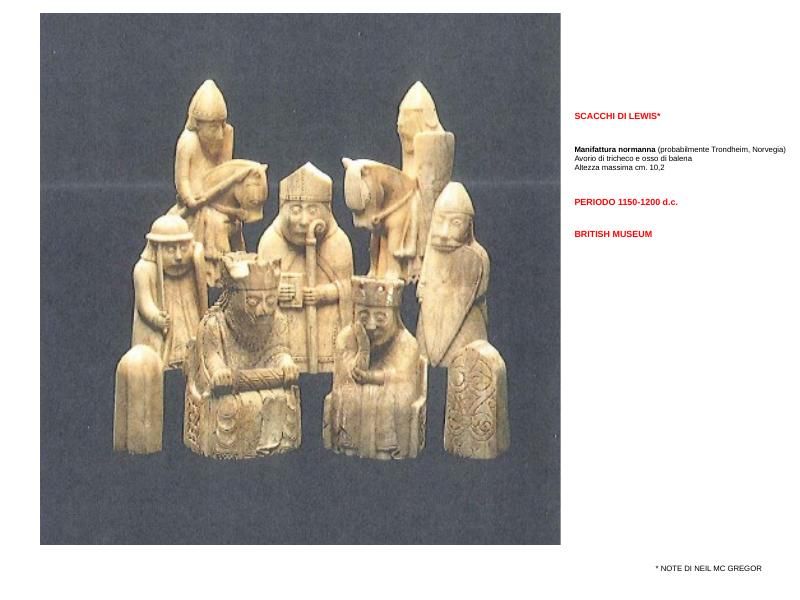 SCACCHI DI LEWIS*
Manifattura normanna (probabilmente Trondheim, Norvegia)
Avorio di tricheco e osso di balena
Altezza massima cm. 10,2
PERIODO 1150-1200 d.c.
BRITISH MUSEUM
* NOTE DI NEIL MC GREGOR